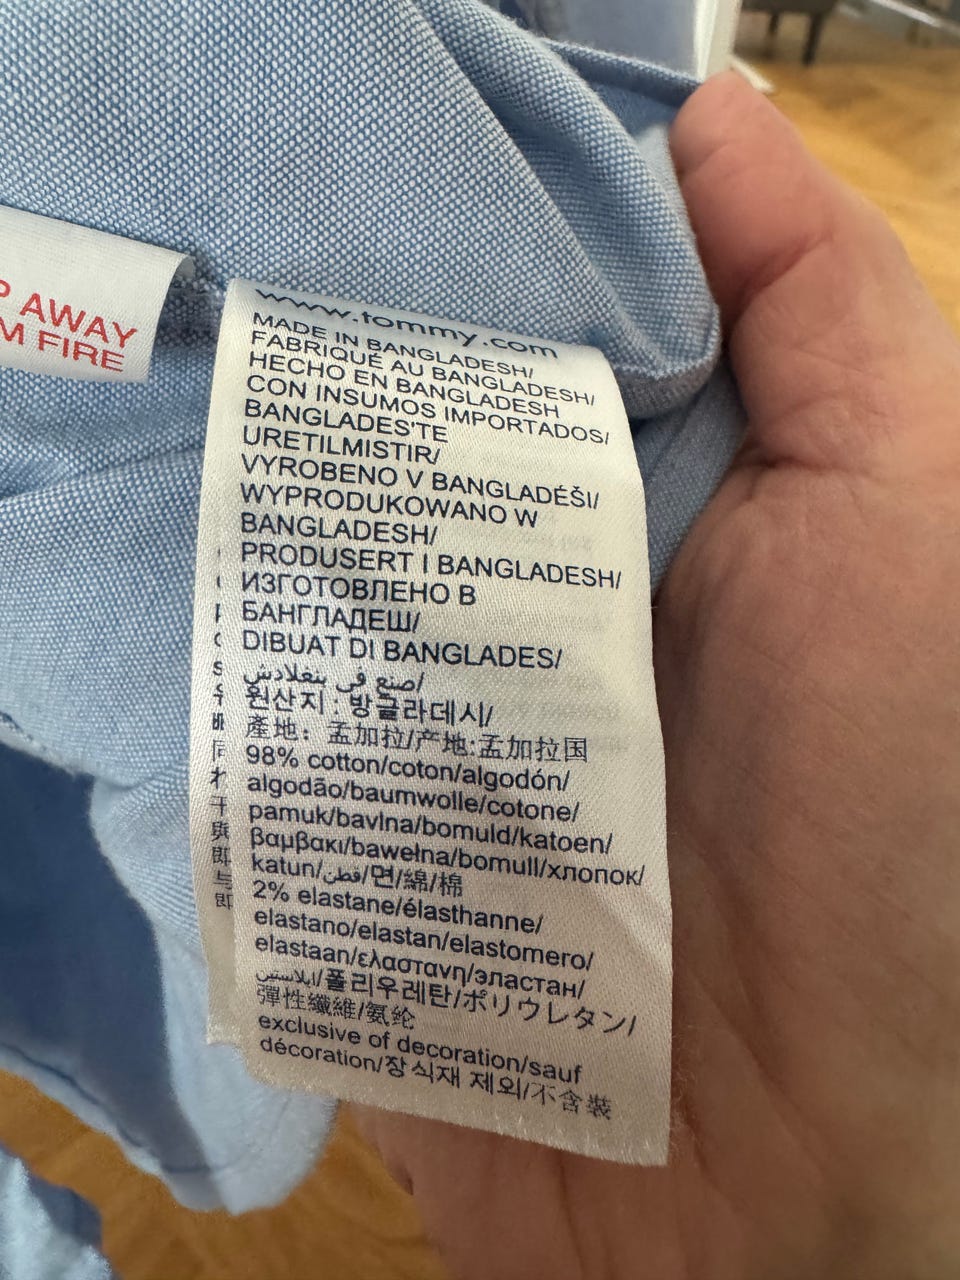 P AWAY
M FIRE
www.tommy.com
MADE IN BANGLADESH/
FABRIQUÉ AU BANGLADESH/
HECHO EN BANGLADESH
CON INSUMOS IMPORTADOS/
BANGLADES'TE
URETILMISTIR/
VYROBENO V BANGLADÉŠI/
WYPRODUKOWANO W
BANGLADESH/
PRODUSERT I BANGLADESH/
ИЗГОТОВЛЕНО В
БАНГЛАДЕШ/
DIBUAT DI BANGLADES/
صنع في بنغلادش/
원산지 : 방글라데시/
產地：孟加拉/产地:孟加拉国
98% cotton/coton/algodón/
algodão/baumwolle/cotone/
pamuk/bavlna/bomuld/katoen/
βαμβακι/bawełna/bomull/хлопок/
katun/قطن/면/綿/棉
2% elastane/élasthanne/
elastano/elastan/elastomero/
elastaan/ελαστανη/эластан/
ايلاستين/폴리우레탄/ポリウレタン/
彈性纖維/氨纶
exclusive of decoration/sauf
décoration/장식재 제외/不含裝